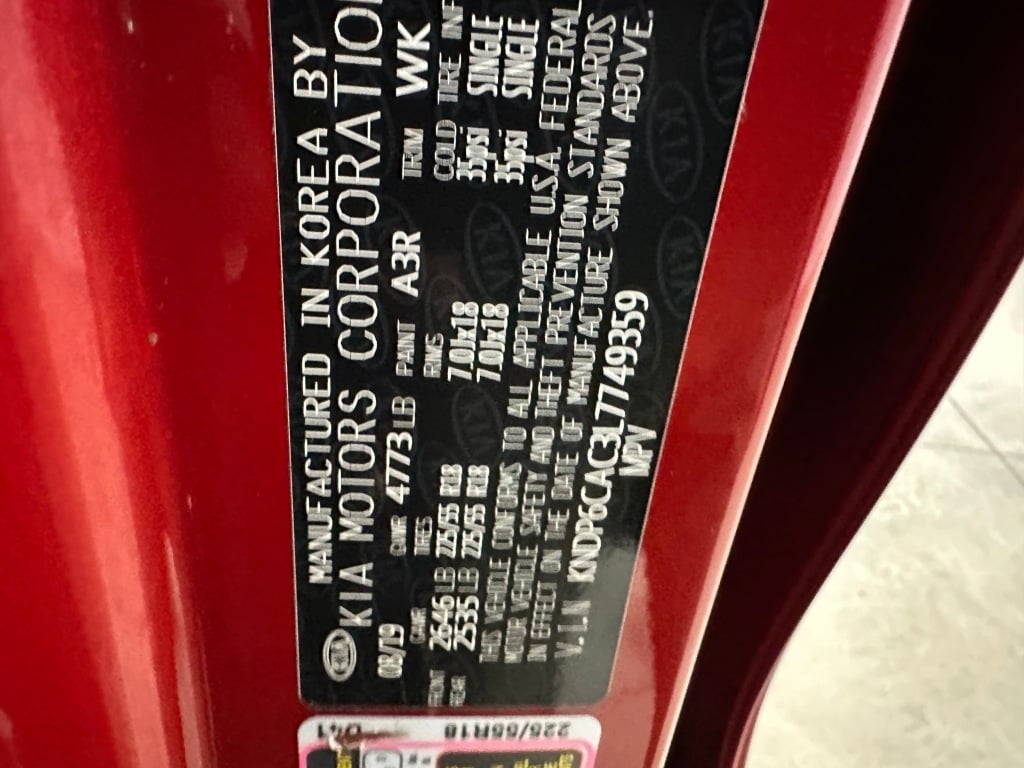 MANUFACTURED IN KOREA BY
KIA KIA MOTORS CORPORATION
08/19 GVWR 4773LB PAINT A3R TRIM WK
GAWR TIRES RIMS COLD TIRE INF
FRONT 2646LB 225/55 R18 7.0Jx18 35psi SINGLE
REAR 2535LB 225/55 R18 7.0Jx18 35psi SINGLE
THIS VEHICLE CONFORMS TO ALL APPLICABLE U.S.A. FEDERAL
MOTOR VEHICLE SAFETY AND THEFT PREVENTION STANDARDS
IN EFFECT ON THE DATE OF MANUFACTURE SHOWN ABOVE.
V.I.N KNDP6CAC3L7749359
MPV
225/55R18